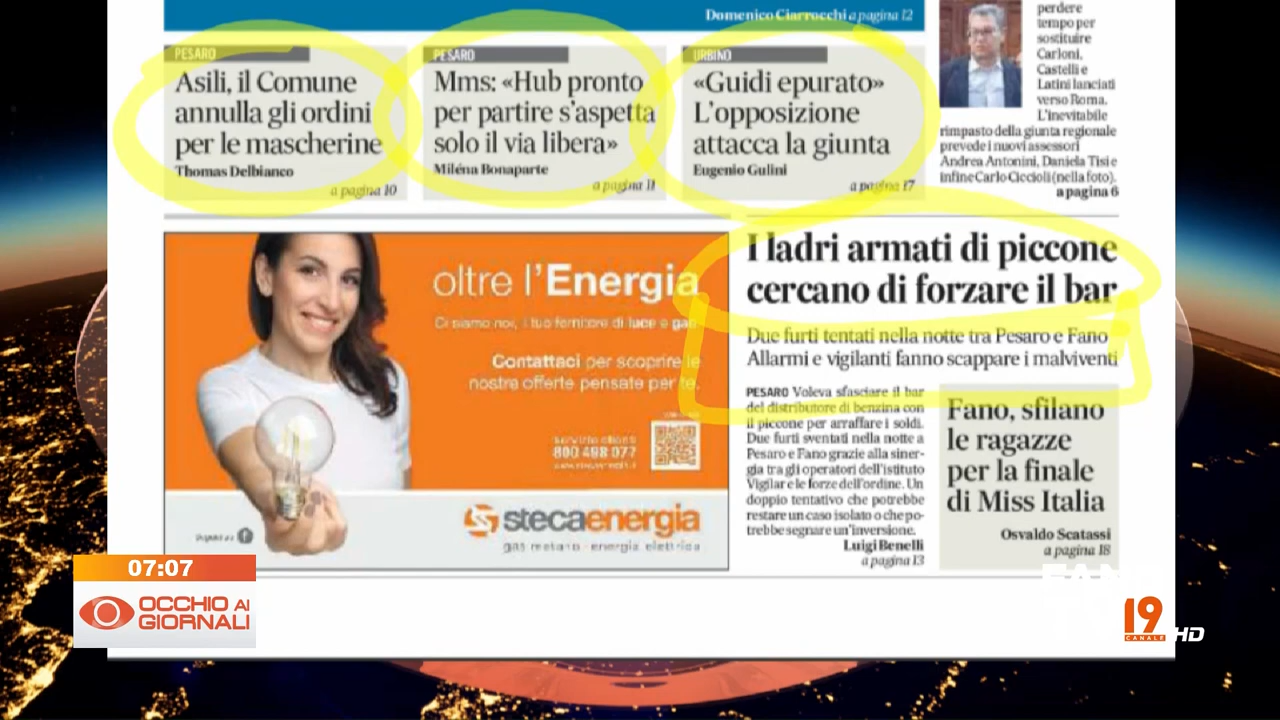 Domenico Ciarrocchi a pagina 12
PESARO
Asili, il Comune
annulla gli ordini
per le mascherine
Thomas Delbianco
a pagina 10
PESARO
Mms: «Hub pronto
per partire s'aspetta
solo il via libera»
Miléna Bonaparte
a pagina 11
URBINO
«Guidi epurato»
L'opposizione
attacca la giunta
Eugenio Gulini
a pagina 17
perdere
tempo per
sostituire
Carloni,
Castelli e
Latini lanciati
verso Roma.
L'inevitabile
rimpasto della giunta regionale
prevede i nuovi assessori
Andrea Antonini, Daniela Tisi e
infine Carlo Ciccioli (nella foto).
a pagina 6
oltre l'Energia
Ci siamo noi, i tuo fornitore di luce e gas
Contattaci per scoprire le
nostra offerte pensate per te.
servizio clienti
800 498 077
stecaenergia
gas metano - energia elettrica
I ladri armati di piccone
cercano di forzare il bar
Due furti tentati nella notte tra Pesaro e Fano
Allarmi e vigilanti fanno scappare i malviventi
PESARO Voleva sfasciare il bar
del distributore di benzina con
il piccone per arraffare i soldi.
Due furti sventati nella notte a
Pesaro e Fano grazie alla siner-
gia tra gli operatori dell'istituto
Vigilar e le forze dell'ordine. Un
doppio tentativo che potrebbe
restare un caso isolato o che po-
trebbe segnare un'inversione.
Luigi Benelli
a pagina 13
Fano, sfilano
le ragazze
per la finale
di Miss Italia
Osvaldo Scatassi
a pagina 18
07:07
OCCHIO AI
GIORNALI
FANO
TV
19
CANALE
HD